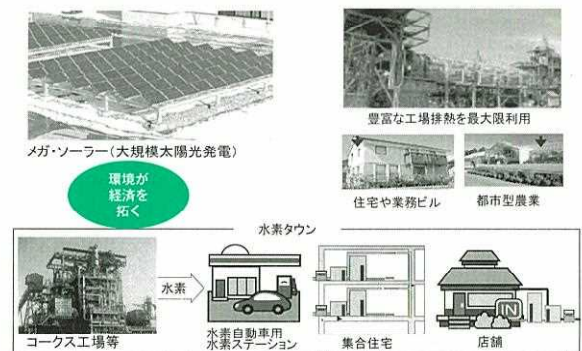 メガ・ソーラー(大規模太陽光発電)
豊富な工場排熱を最大限利用
環境が
経済を
拓く
住宅や業務ビル
都市型農業
水素タウン
水素
コークス工場等
水素自動車用
水素ステーション
集合住宅
IN
店舗